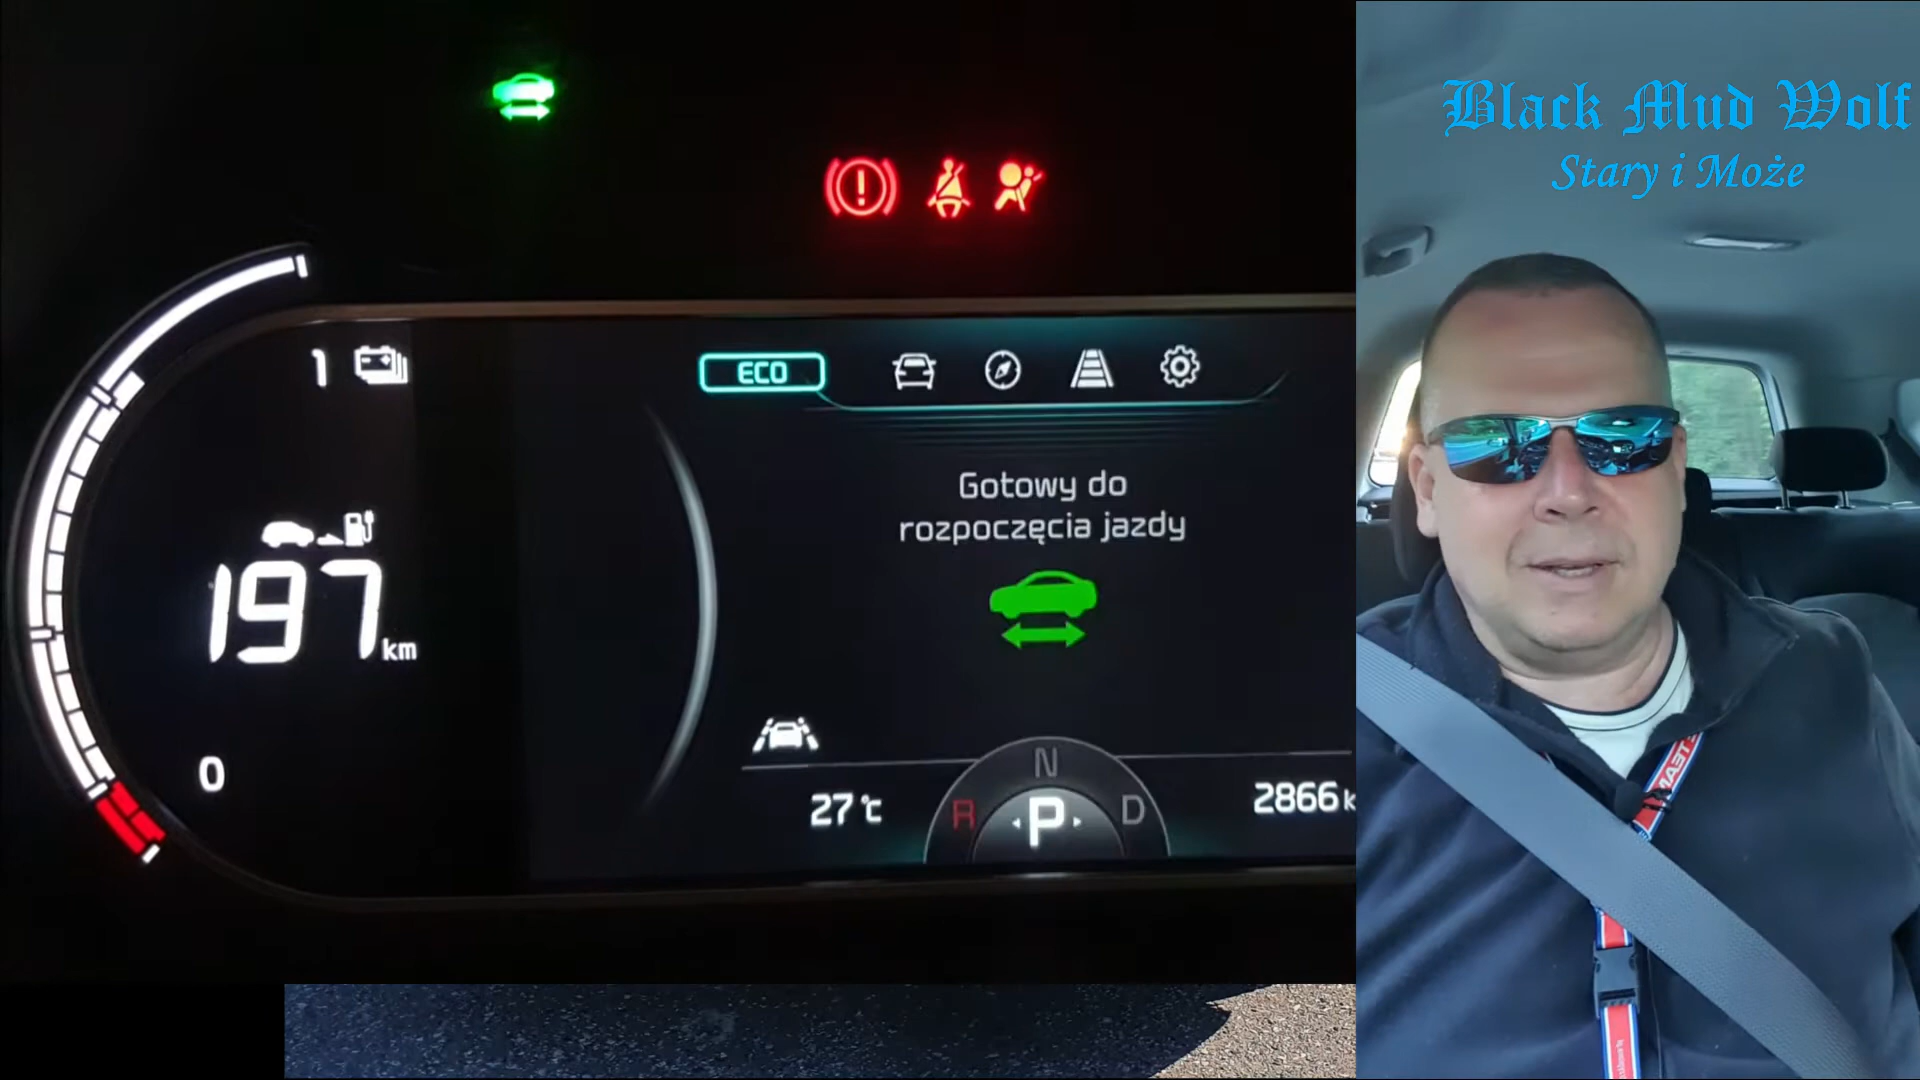 Black Mud Wolf
Stary i Może
1
ECO
Gotowy do
rozpoczęcia jazdy
197 km
0
27 °C
R N D
P
2866 k